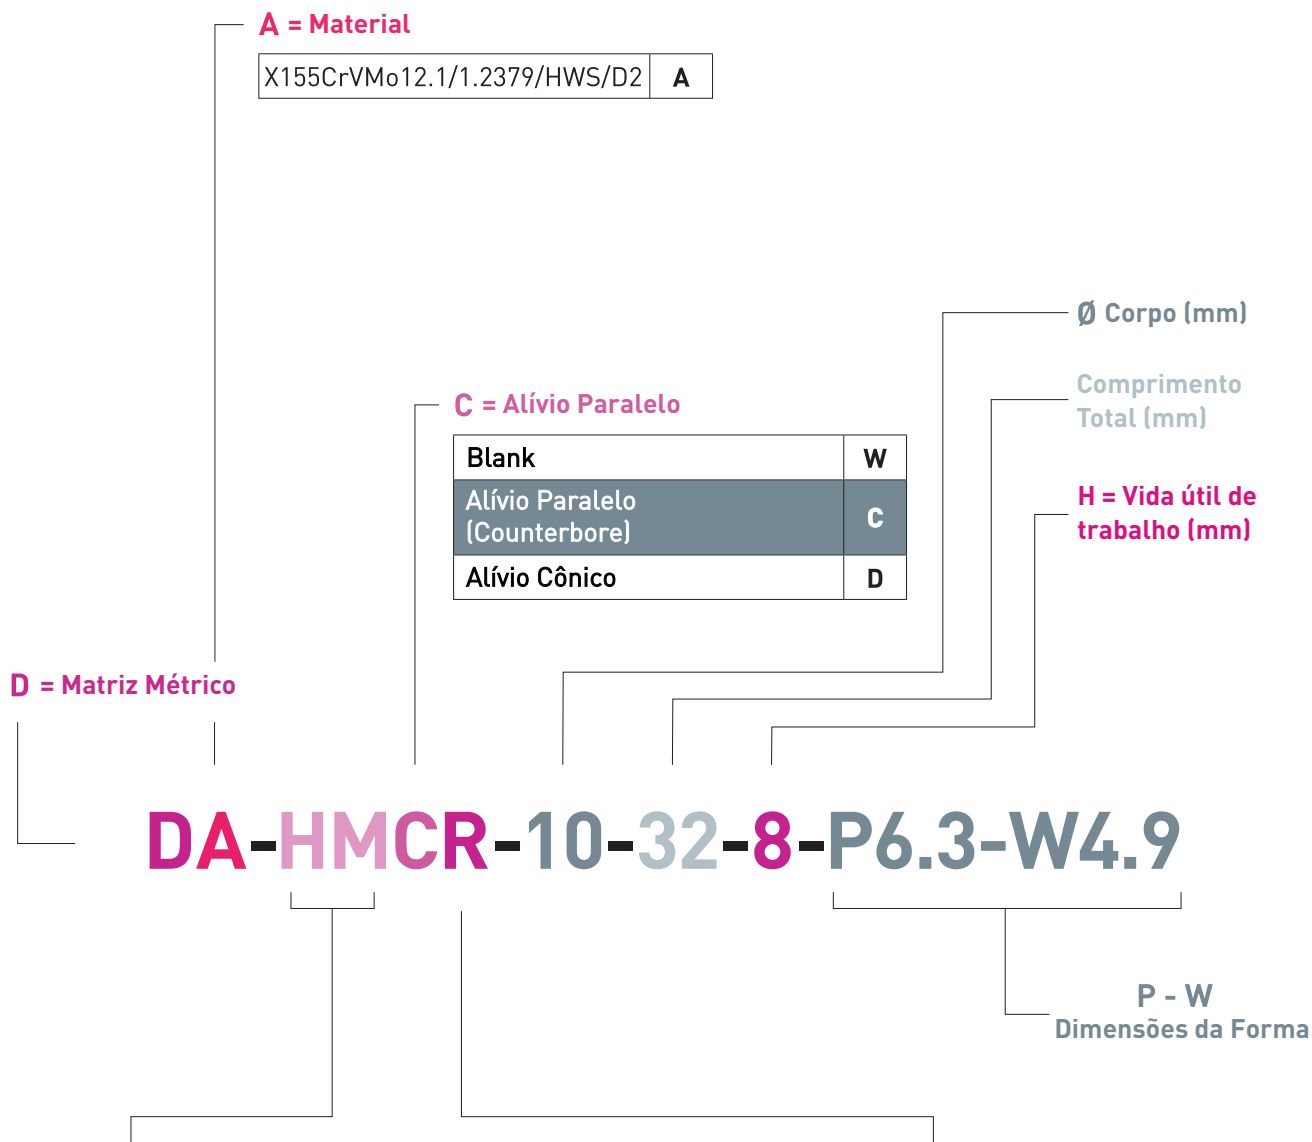 A = Material
X155CrVMo12.1/1.2379/HWS/D2 A
Ø Corpo (mm)
Comprimento
Total (mm)
C = Alívio Paralelo
Blank W
Alívio Paralelo
(Counterbore) C
Alívio Cônico D
H = Vida útil de
trabalho (mm)
D = Matriz Métrico
DA-HMCR-10-32-8-P6.3-W4.9
P - W
Dimensões da Forma